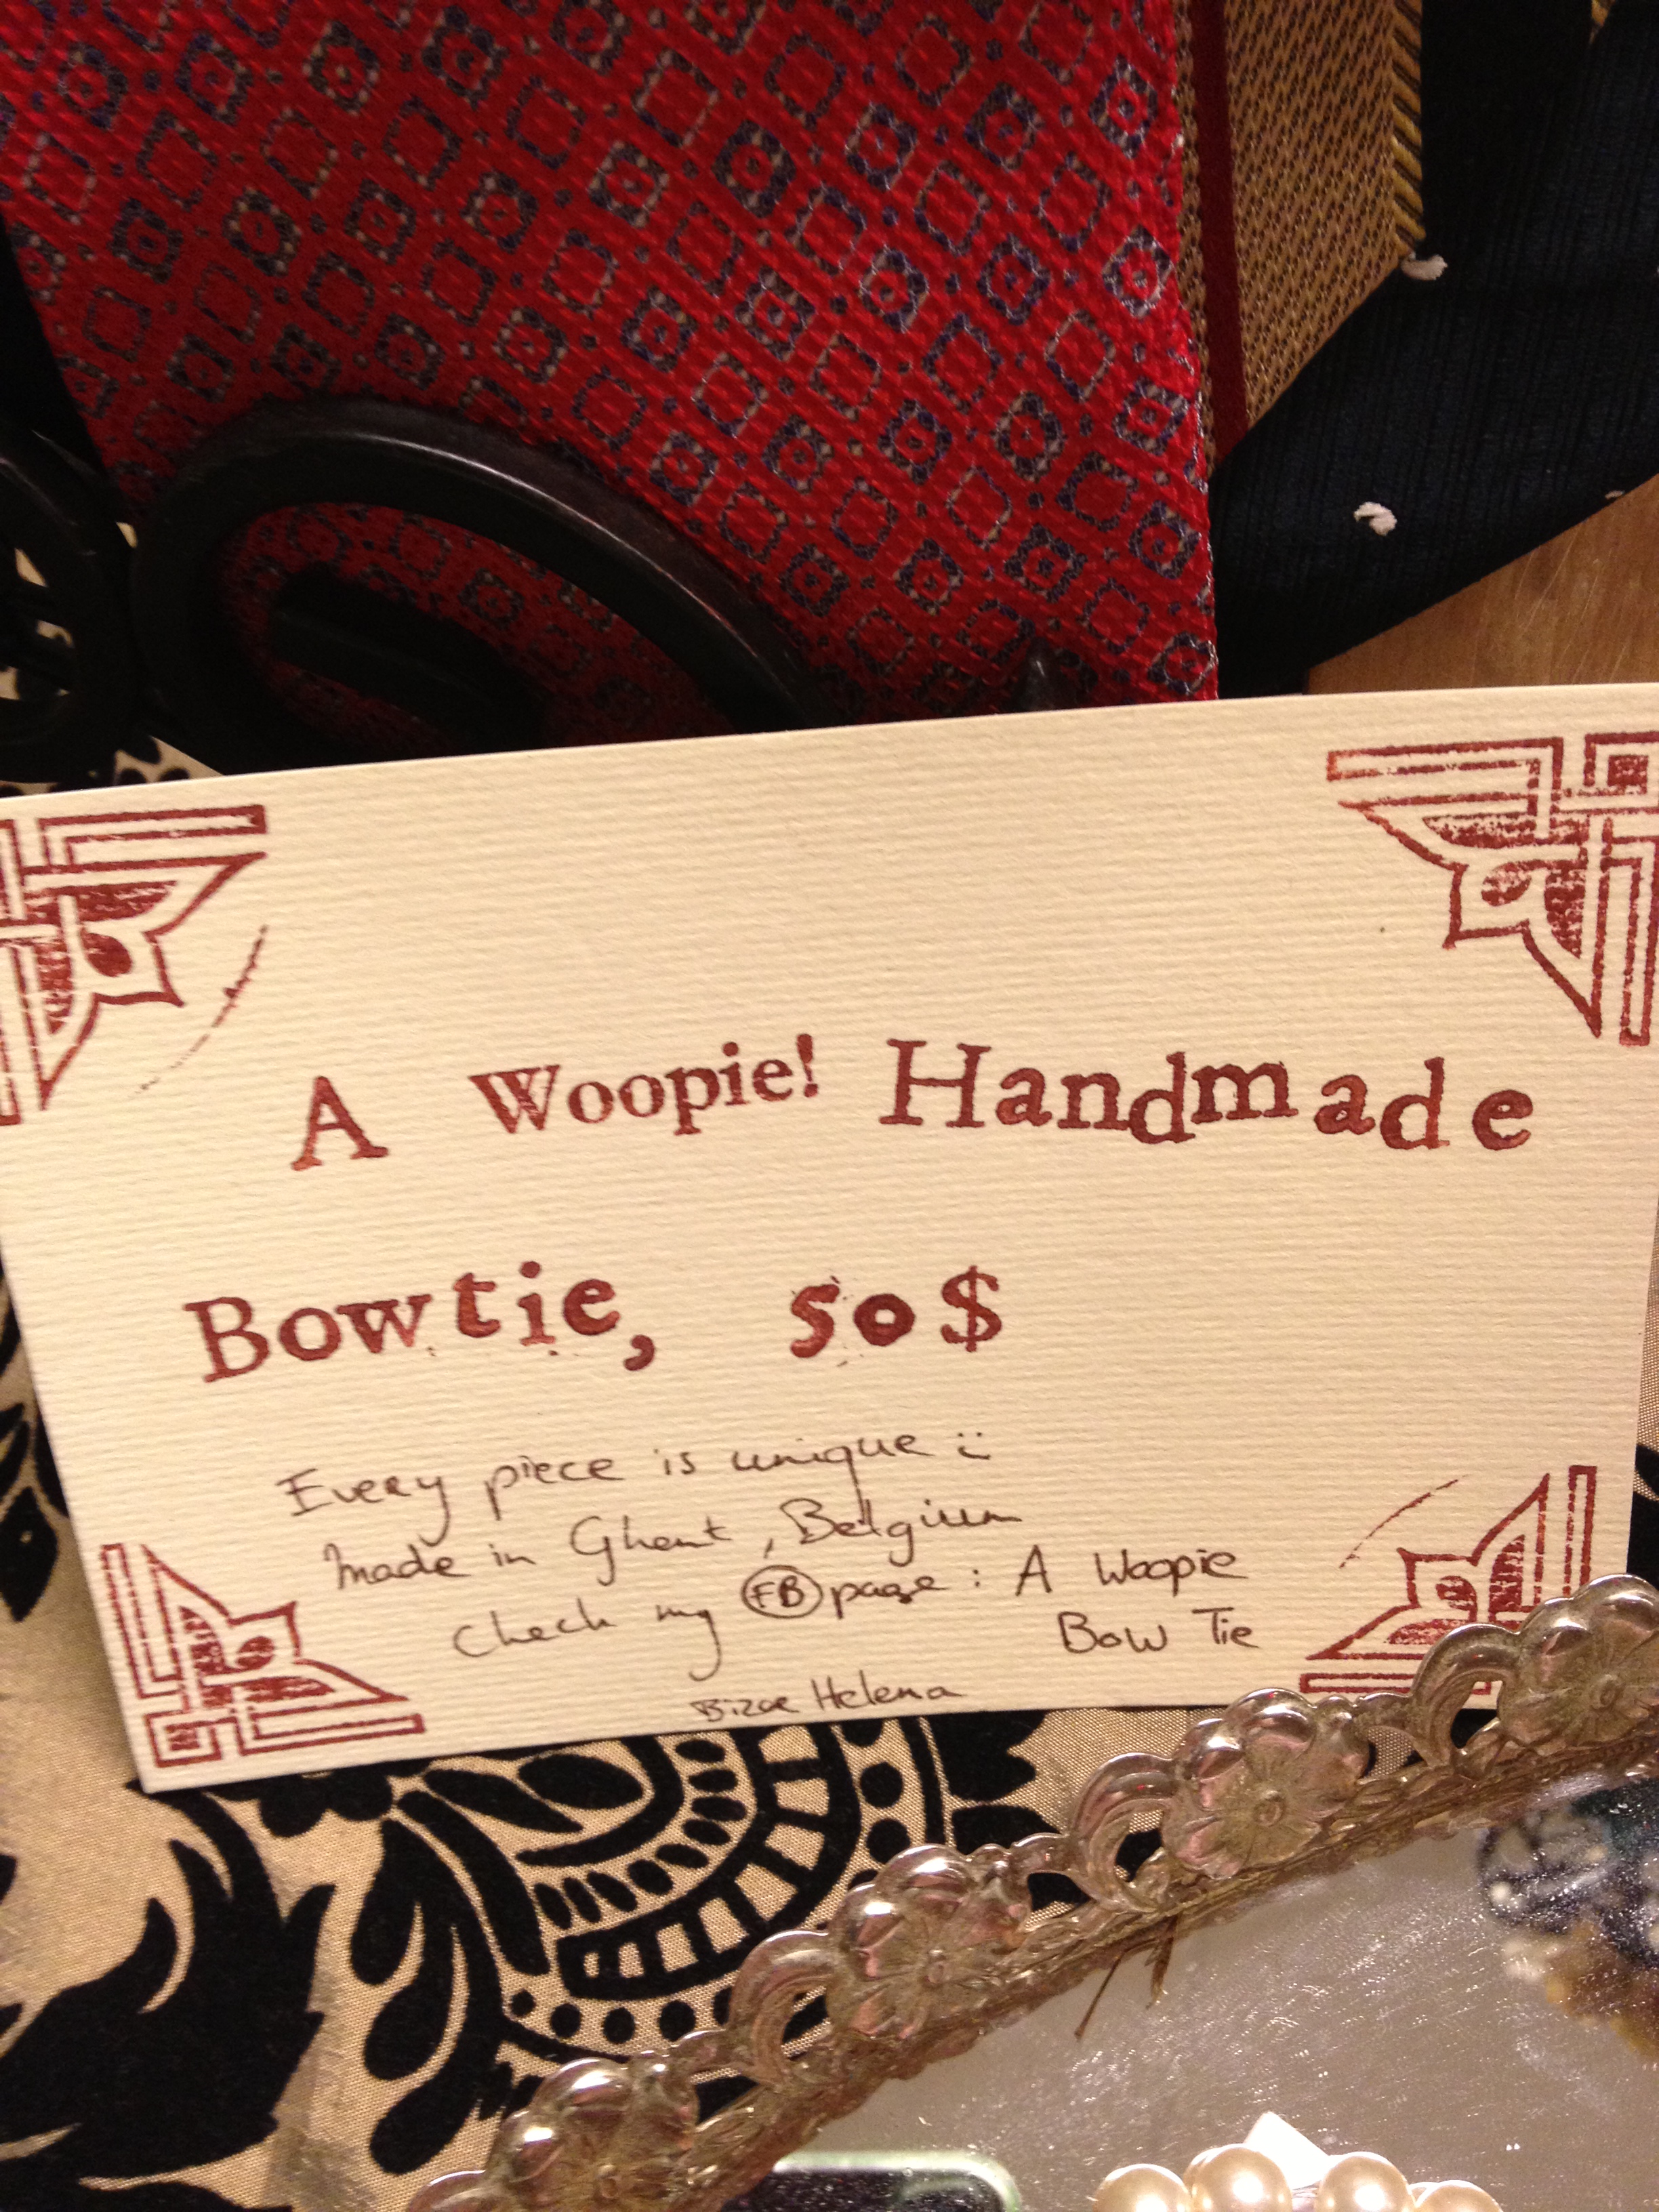 A Woopie! Handmade
Bowtie, 50$
Every piece is unique :)
made in Ghent, Belgium
check my FB page: A Woopie
Bow Tie
Helena